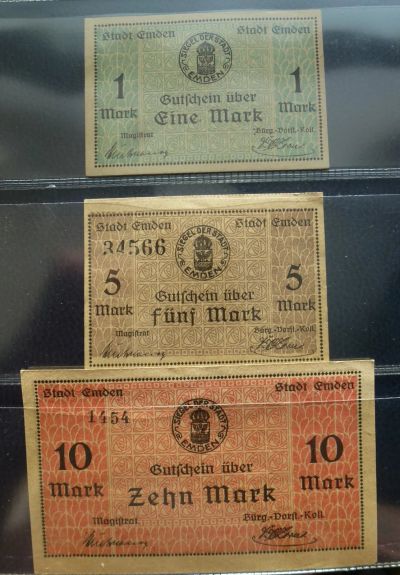 Stadt Emden Stadt Emden
SIEGEL DER STADT
EMDEN
1 1
Mark Mark
Gutschein über
Eine Mark
Magistrat Bürg.-Vorst.-Koll.
Stadt Emden Stadt Emden
34566
SIEGEL DER STADT
EMDEN
5 5
Mark Mark
Gutschein über
fünf Mark
Magistrat Bürg.-Vorst.-Koll.
Stadt Emden Stadt Emden
1454
SIEGEL DER STADT
EMDEN
10 10
Mark Mark
Gutschein über
Zehn Mark
Magistrat Bürg.-Vorst.-Koll.